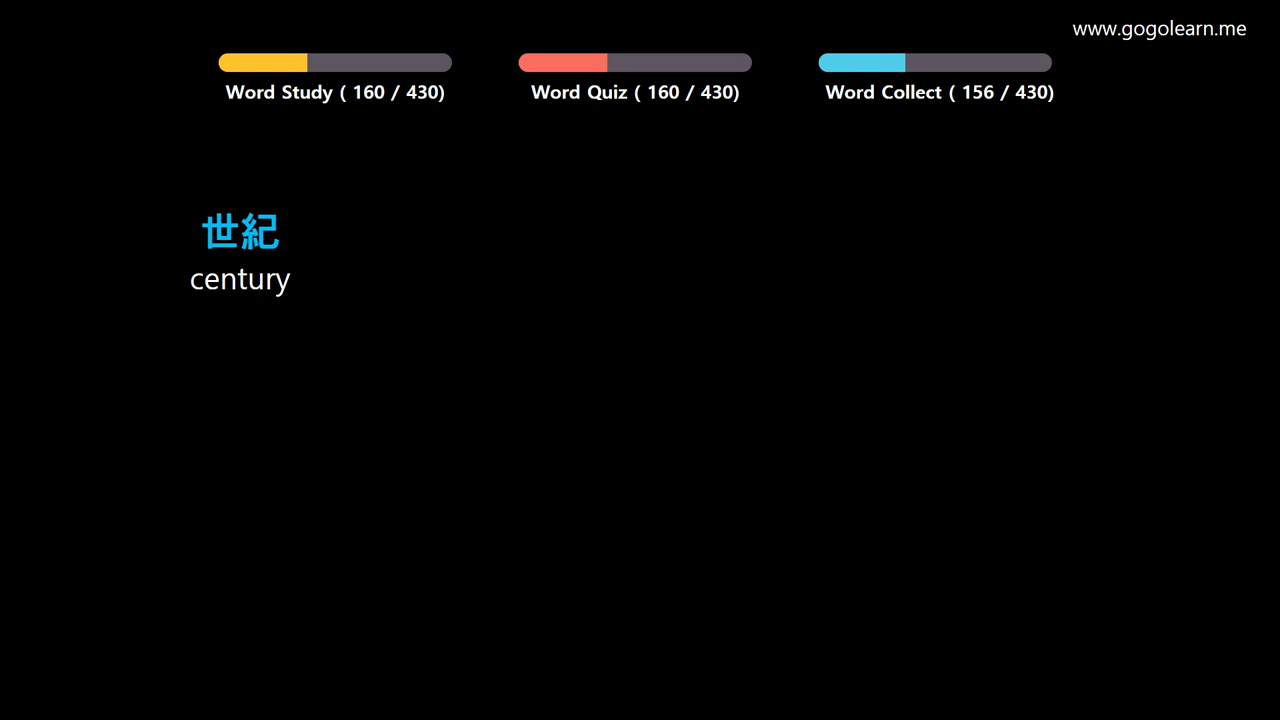 www.gogolearn.me
Word Study ( 160 / 430)
Word Quiz ( 160 / 430)
Word Collect ( 156 / 430)
世紀
century